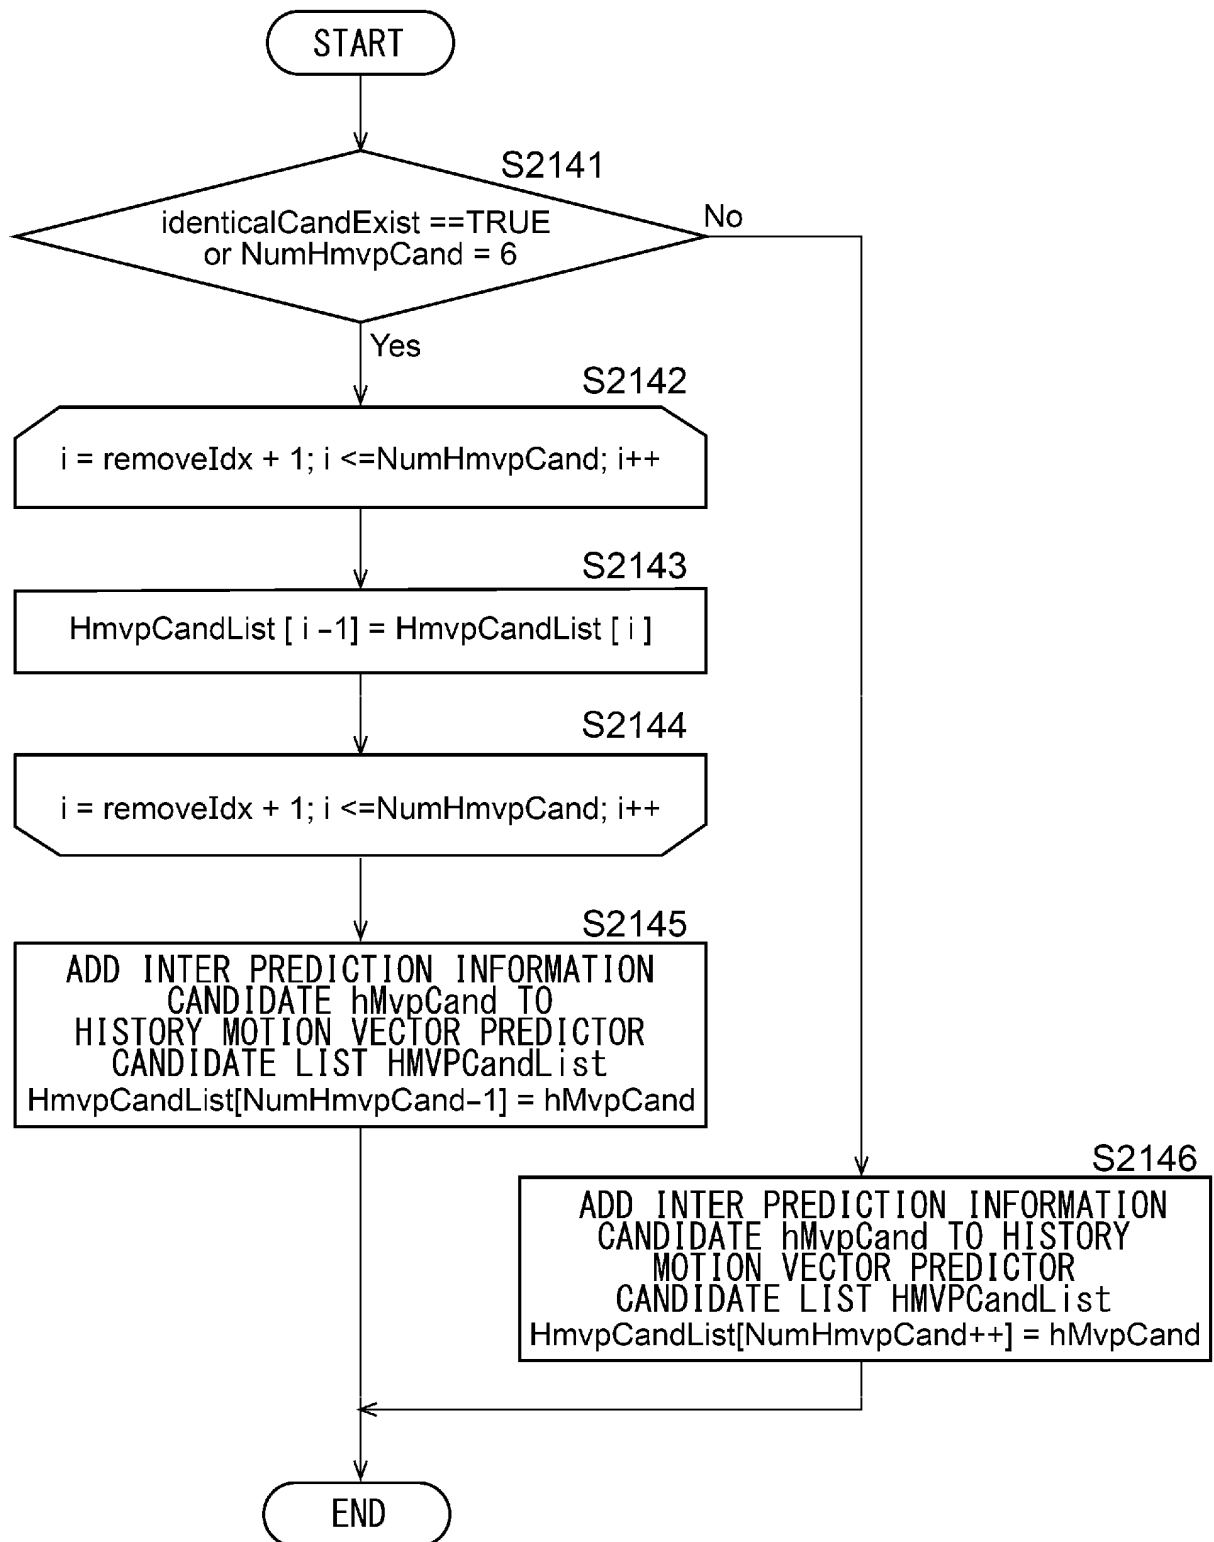 START
S2141
identicalCandExist ==TRUE
or NumHmvpCand = 6
No
Yes
S2142
i = removeIdx + 1; i <=NumHmvpCand; i++
S2143
HmvpCandList [ i –1] = HmvpCandList [ i ]
S2144
i = removeIdx + 1; i <=NumHmvpCand; i++
S2145
ADD INTER PREDICTION INFORMATION
CANDIDATE hMvpCand TO
HISTORY MOTION VECTOR PREDICTOR
CANDIDATE LIST HMVPCandList
HmvpCandList[NumHmvpCand–1] = hMvpCand
S2146
ADD INTER PREDICTION INFORMATION
CANDIDATE hMvpCand TO HISTORY
MOTION VECTOR PREDICTOR
CANDIDATE LIST HMVPCandList
HmvpCandList[NumHmvpCand++] = hMvpCand
END